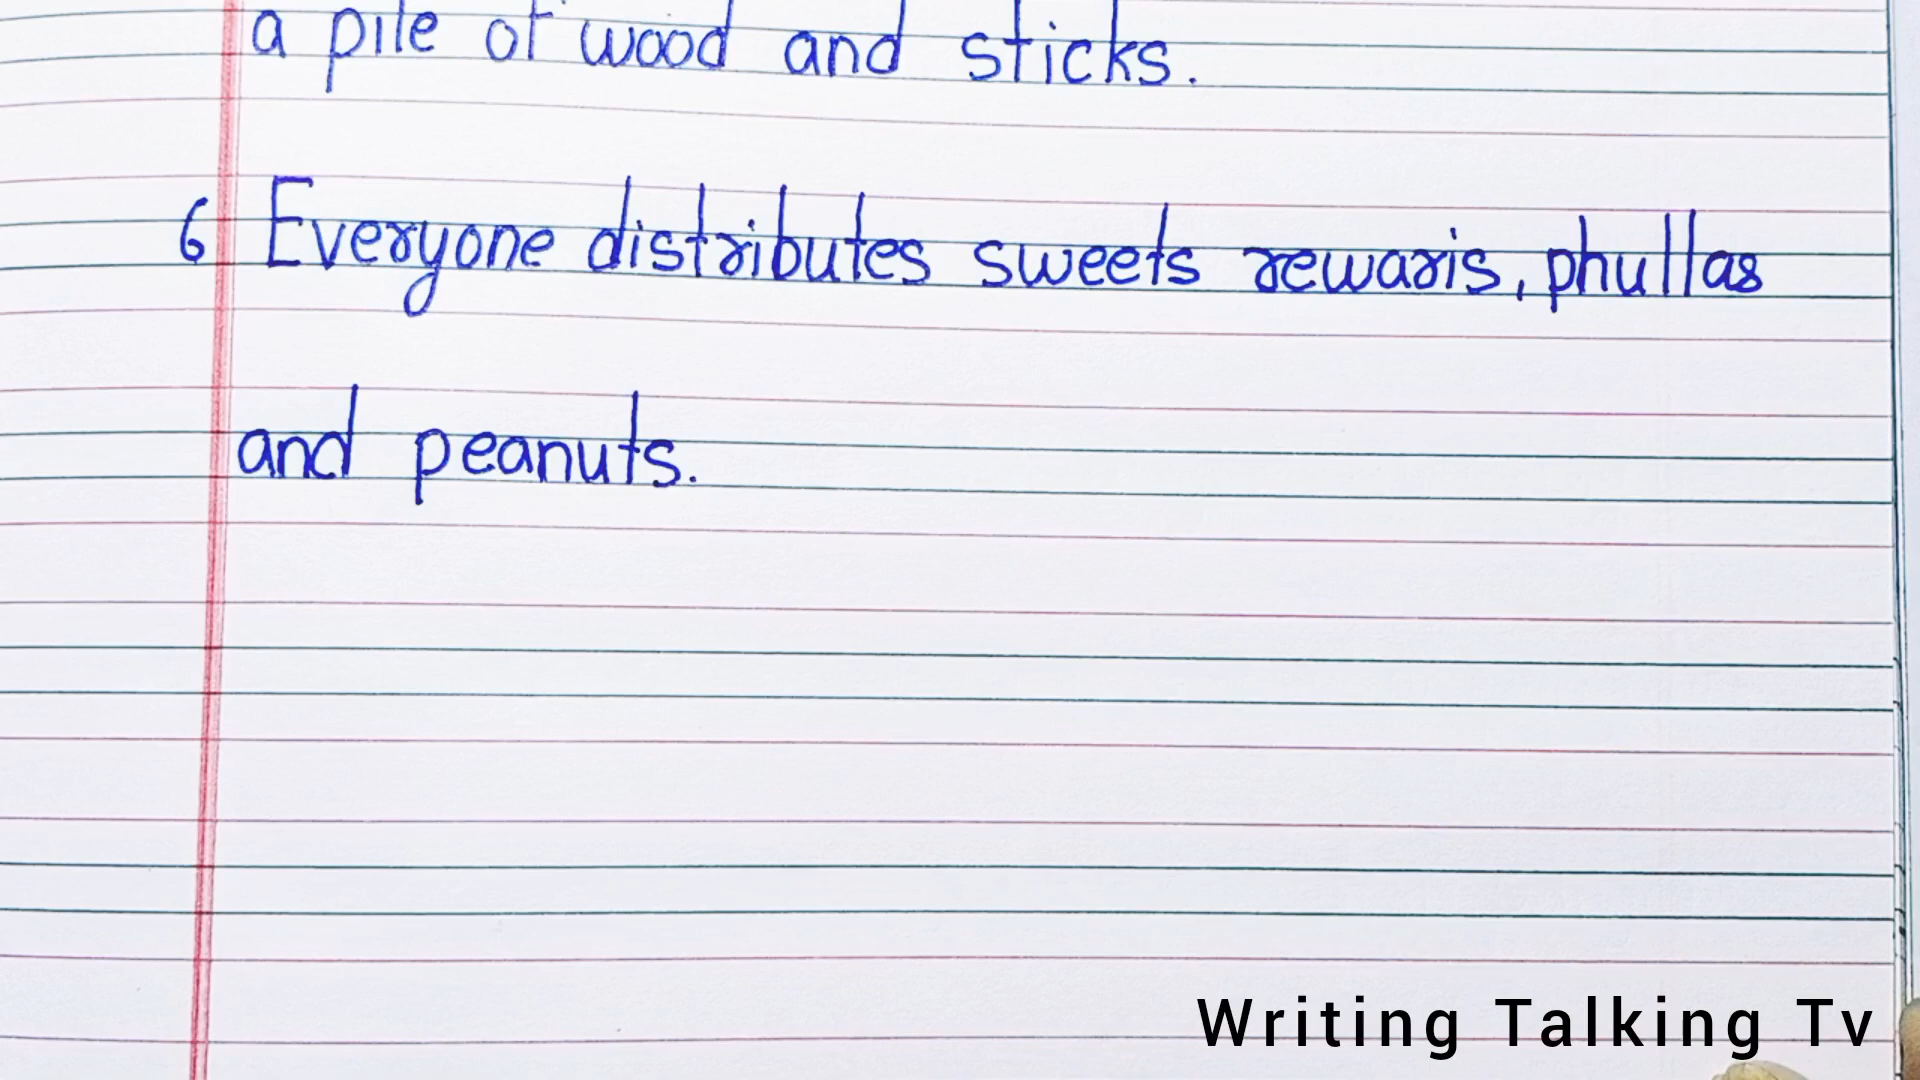 a pile of wood and sticks.
6 Everyone distributes sweets rewaris, phullas
and peanuts.
Writing Talking Tv